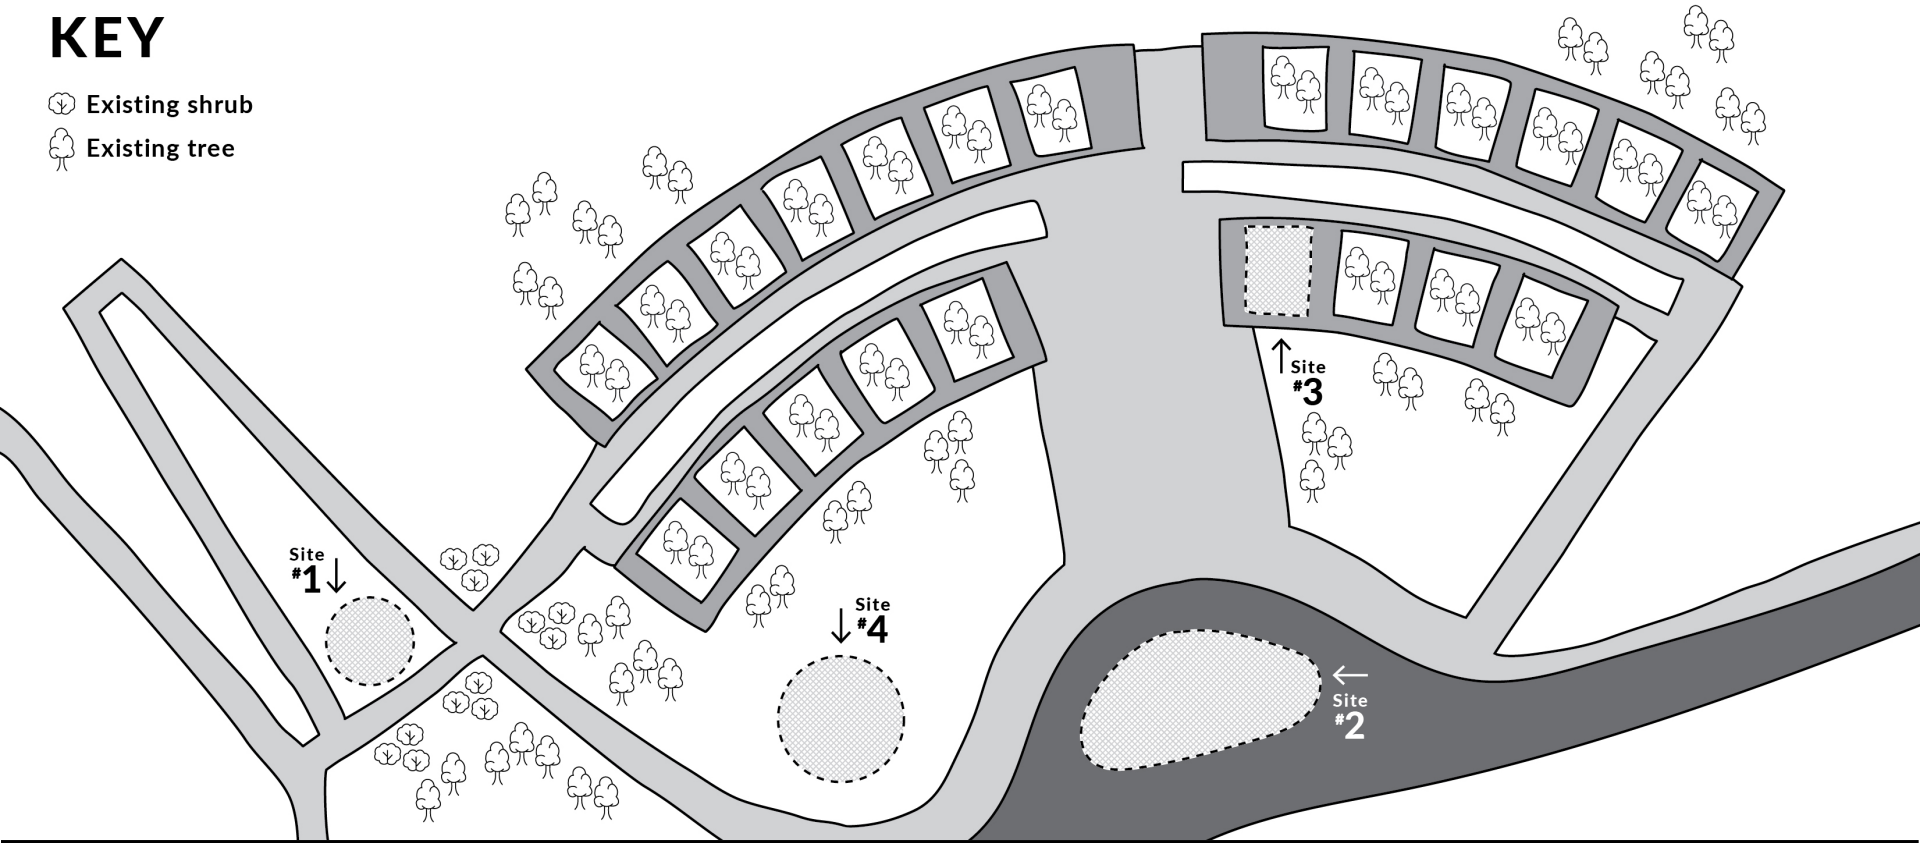 KEY
Existing shrub
Existing tree
Site
#3
Site
#1
Site
#4
Site
#2